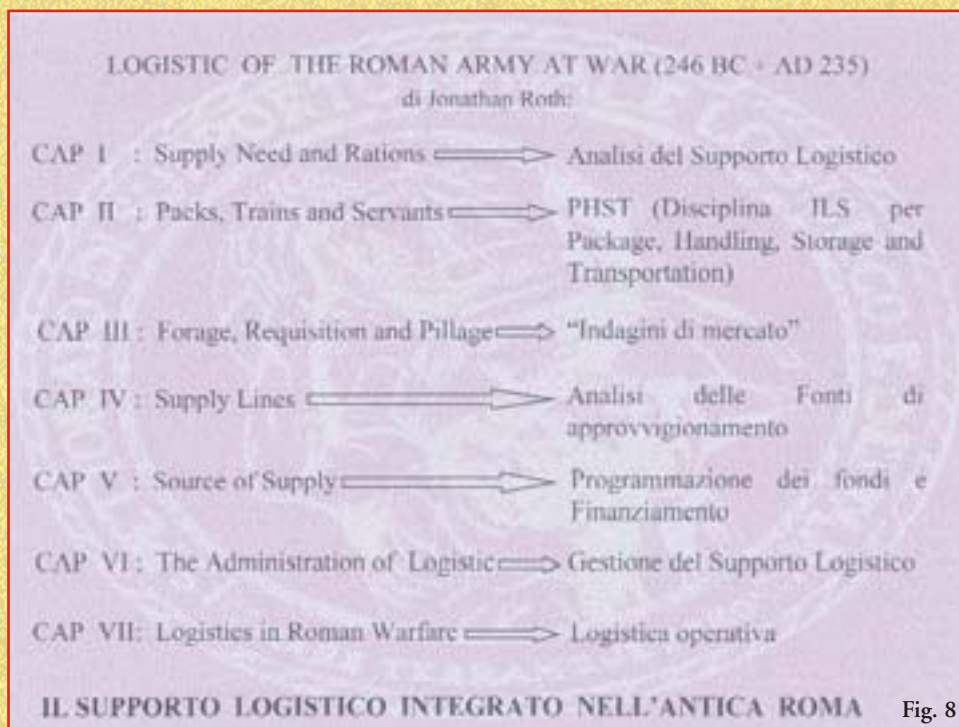 LOGISTIC OF THE ROMAN ARMY AT WAR (246 BC - AD 235)
di Jonathan Roth:
CAP I : Supply Need and Rations Analisi del Supporto Logistico
CAP II : Packs, Trains and Servants PHST (Disciplina ILS per
Package, Handling, Storage and
Transportation)
CAP III : Forage, Requisition and Pillage “Indagini di mercato”
CAP IV : Supply Lines Analisi delle Fonti di
approvvigionamento
CAP V : Source of Supply Programmazione dei fondi e
Finanziamento
CAP VI : The Administration of Logistic Gestione del Supporto Logistico
CAP VII: Logistics in Roman Warfare Logistica operativa
IL SUPPORTO LOGISTICO INTEGRATO NELL'ANTICA ROMA Fig. 8